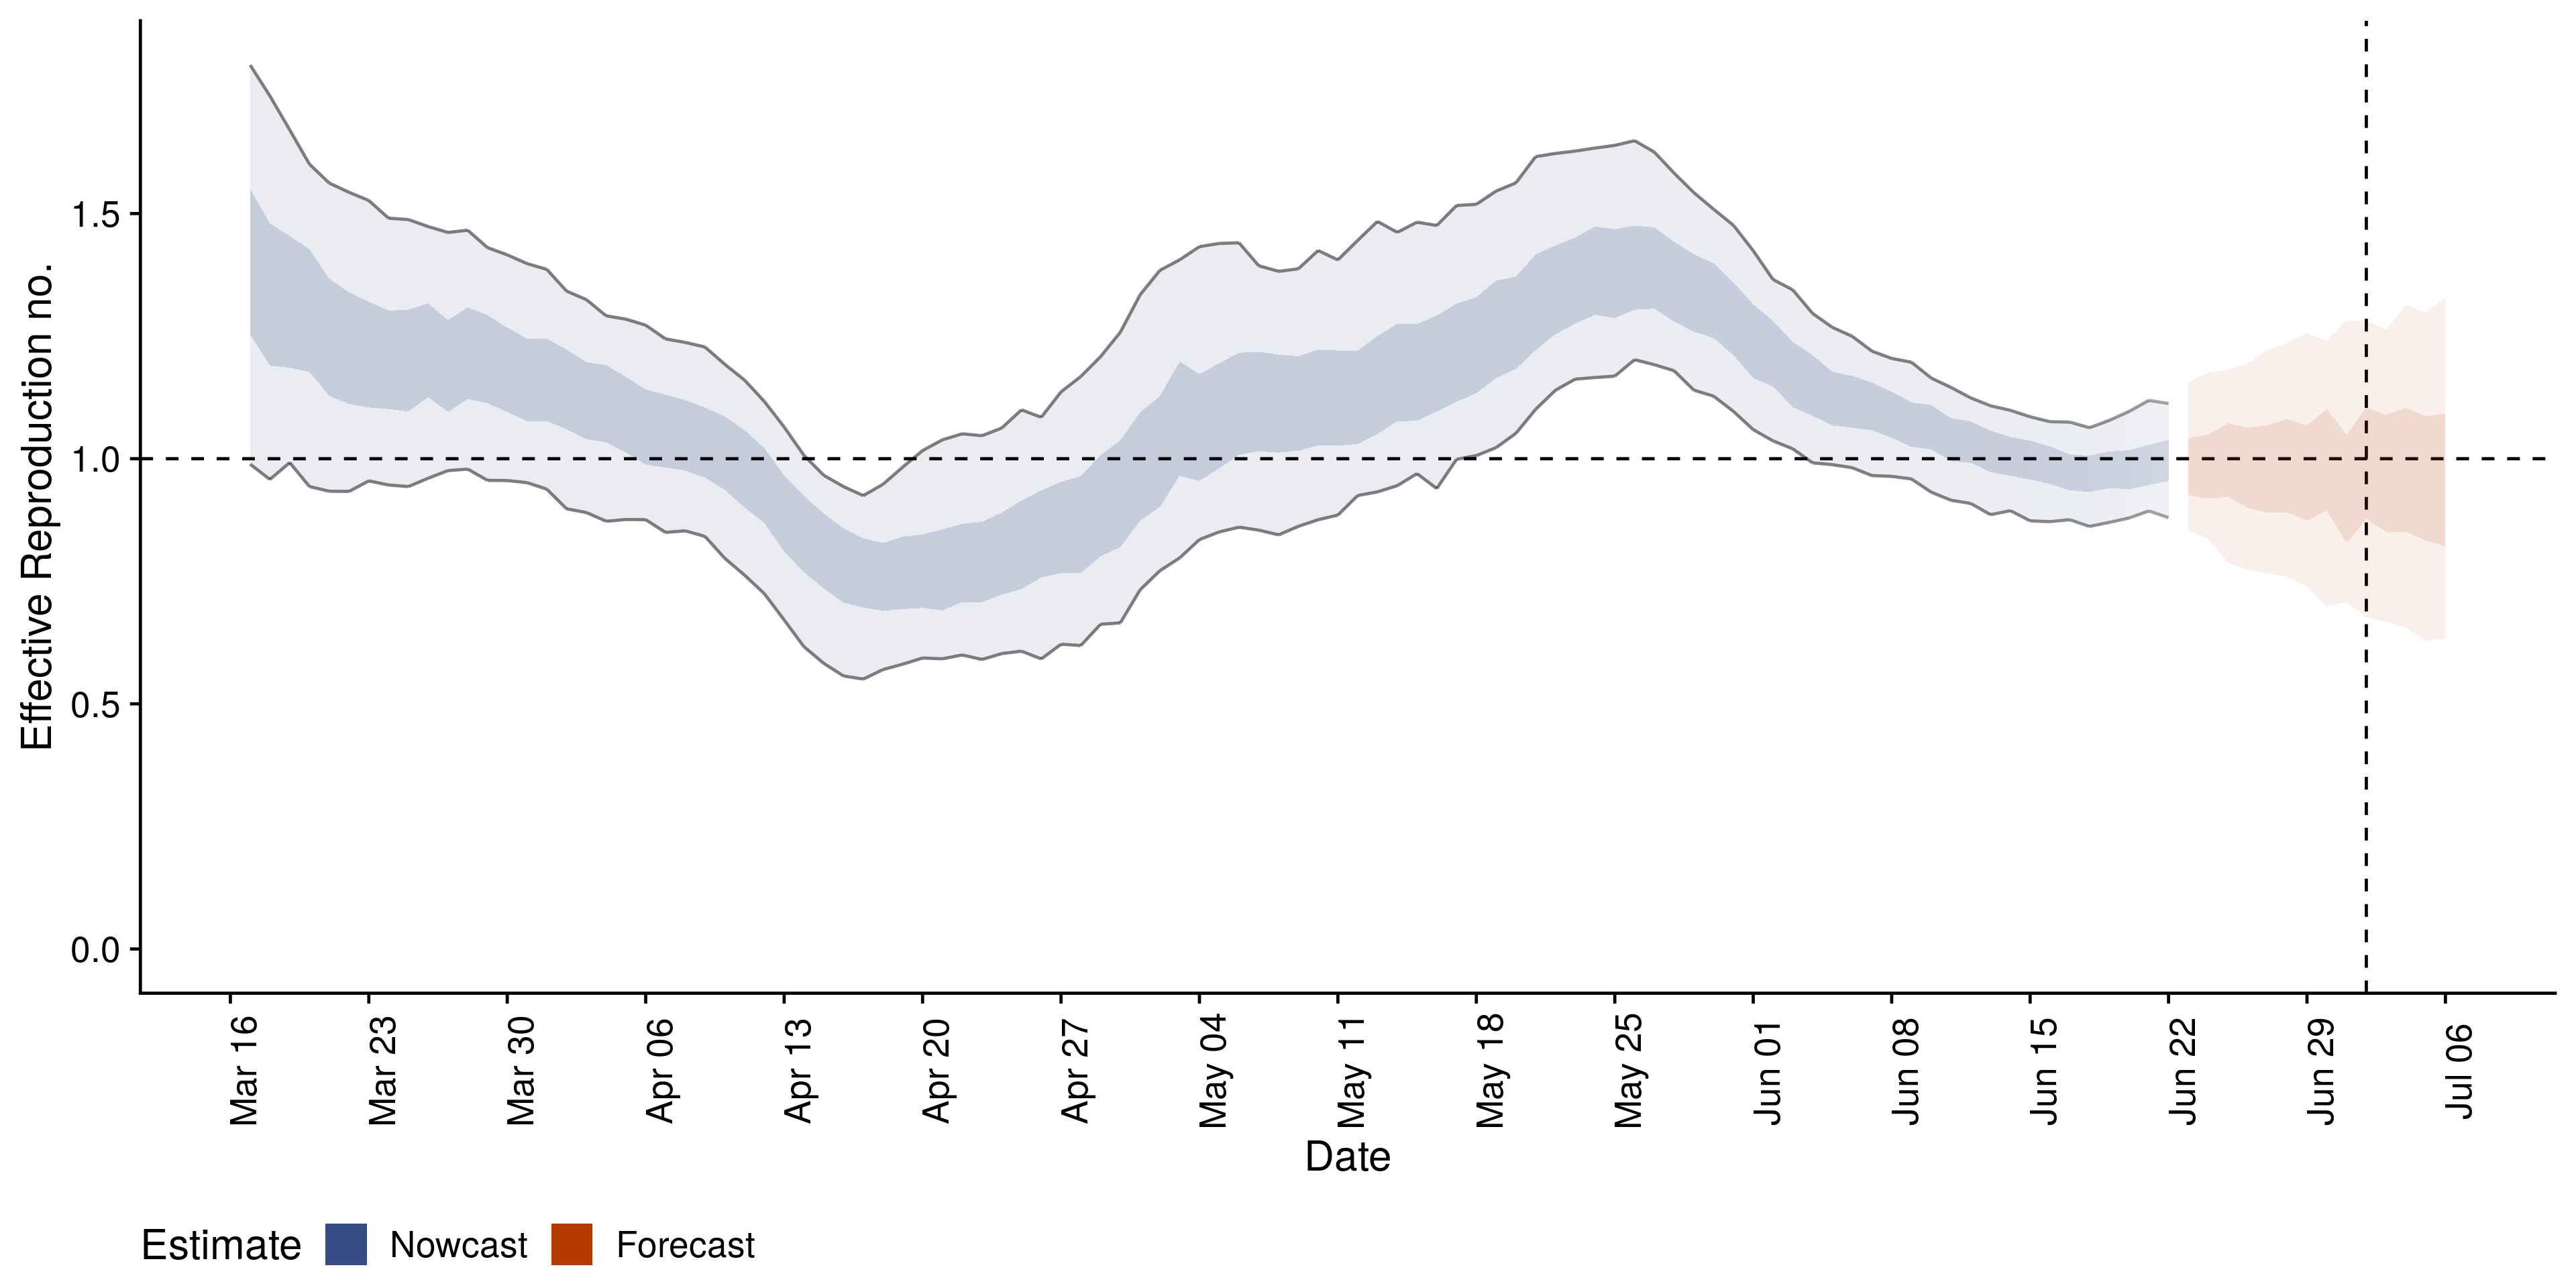 Effective Reproduction no.
1.5
1.0
0.5
0.0
Mar 16
Mar 23
Mar 30
Apr 06
Apr 13
Apr 20
Apr 27
May 04
May 11
May 18
May 25
Jun 01
Jun 08
Jun 15
Jun 22
Jun 29
Jul 06
Date
Estimate Nowcast Forecast